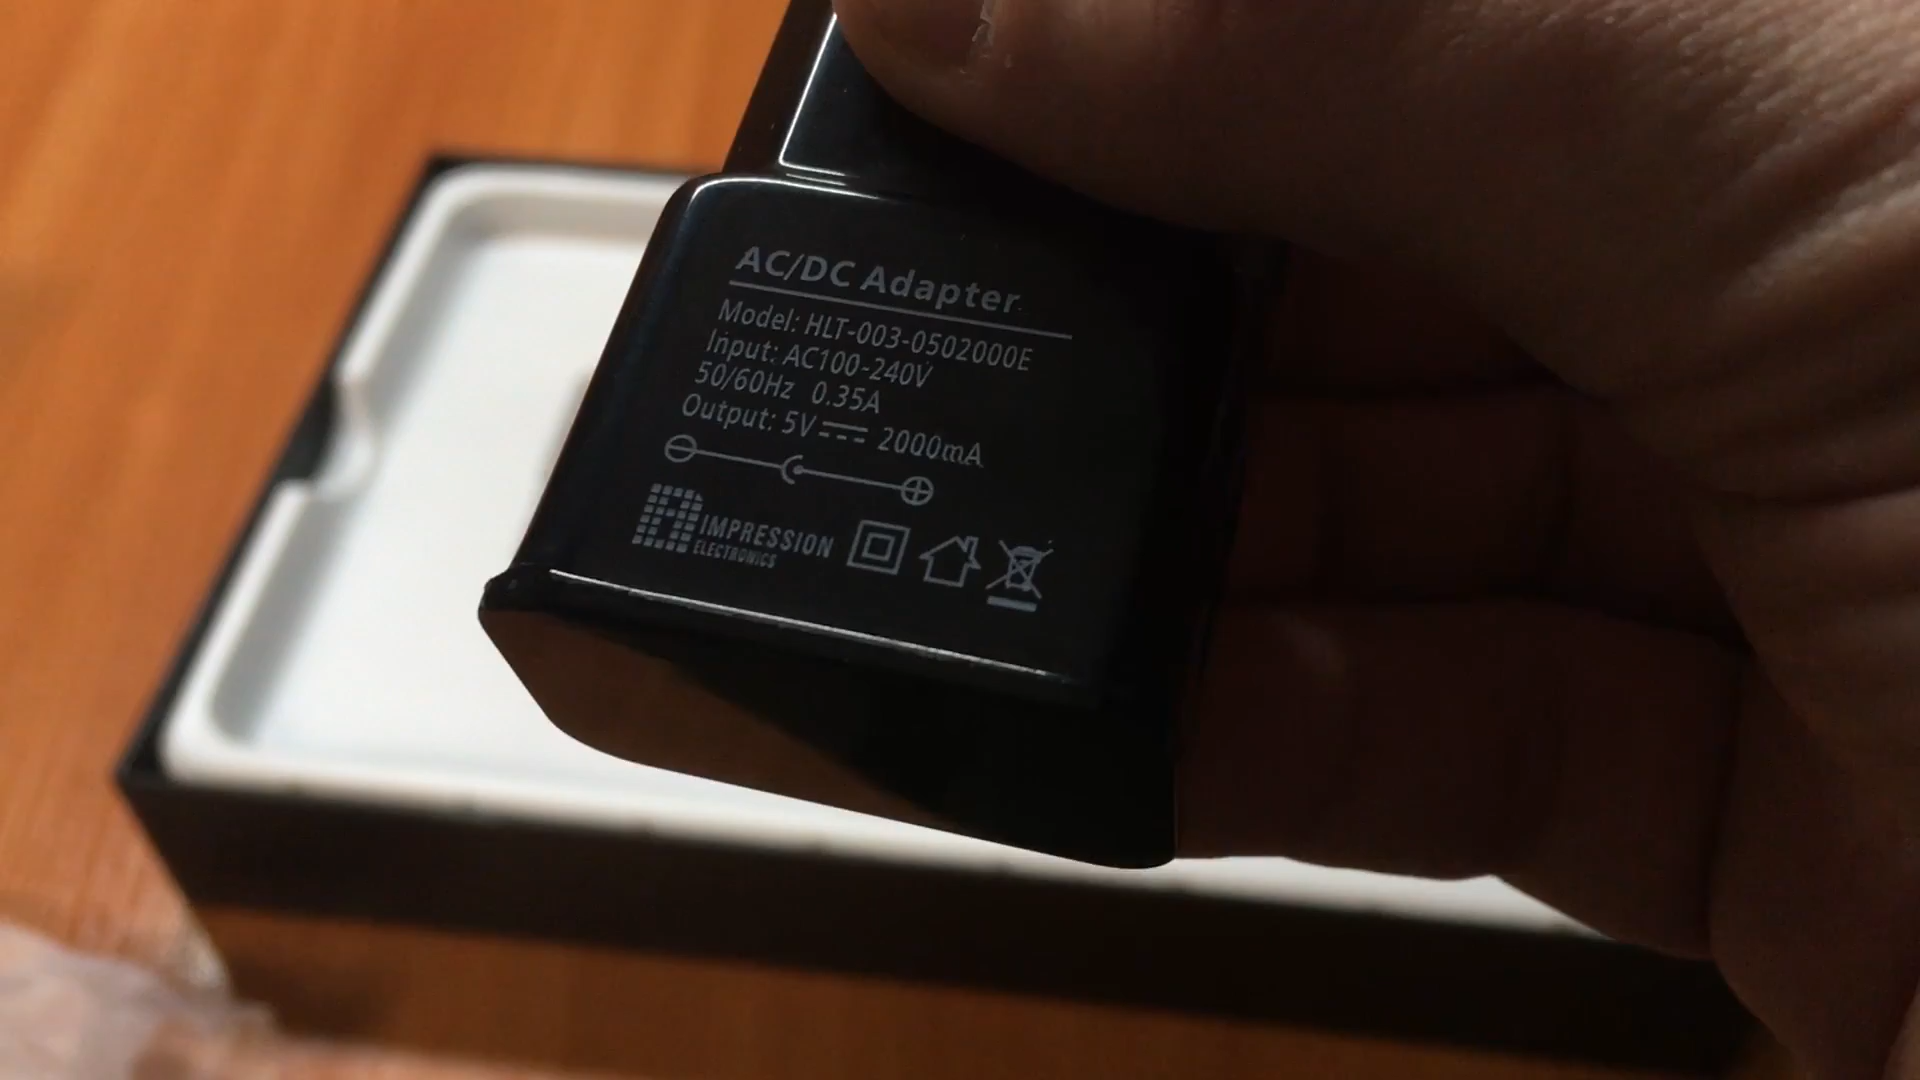 AC/DC Adapter
Model: HLT-003-0502000E
Input: AC100-240V
50/60Hz 0.35A
Output: 5V⎓2000mA
IMPRESSION
ELECTRONICS